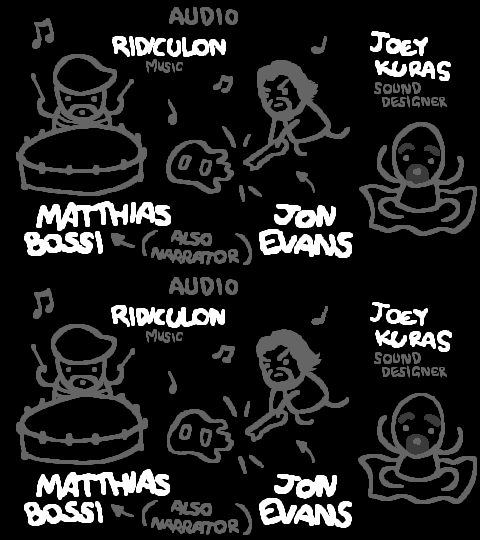 AUDIO
RIDICULON
MUSIC
JOEY
KURAS
SOUND
DESIGNER
MATTHIAS
BOSSI
(ALSO
NARRATOR)
JON
EVANS
AUDIO
RIDICULON
MUSIC
JOEY
KURAS
SOUND
DESIGNER
MATTHIAS
BOSSI
(ALSO
NARRATOR)
JON
EVANS